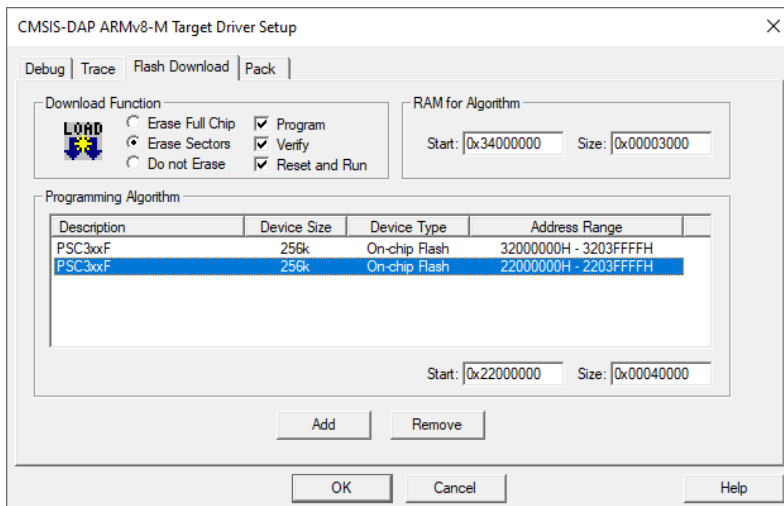 CMSIS-DAP ARMv8-M Target Driver Setup
Debug Trace Flash Download Pack
Download Function
LOAD
Erase Full Chip
Erase Sectors
Do not Erase
Program
Verify
Reset and Run
RAM for Algorithm
Start: 0x34000000 Size: 0x00003000
Programming Algorithm
Description Device Size Device Type Address Range
PSC3xxF 256k On-chip Flash 32000000H - 3203FFFFH
PSC3xxF 256k On-chip Flash 22000000H - 2203FFFFH
Start: 0x22000000 Size: 0x00040000
Add Remove
OK Cancel Help